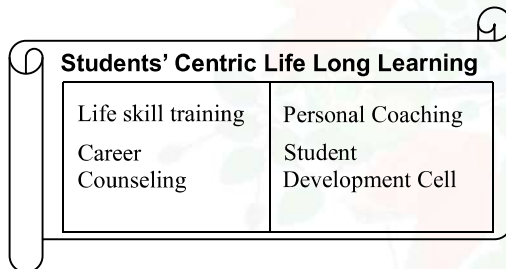 Students’ Centric Life Long Learning
Life skill training
Career
Counseling
Personal Coaching
Student
Development Cell